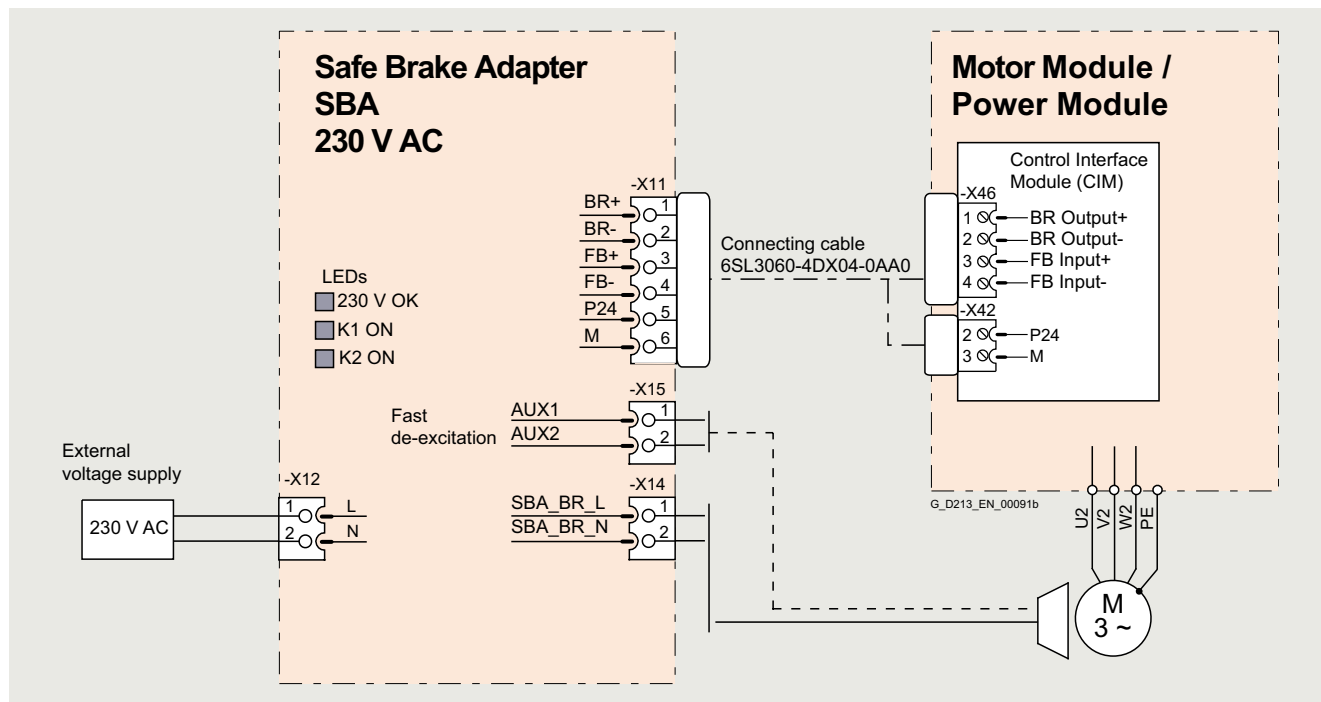 Safe Brake Adapter
SBA
230 V AC
Motor Module /
Power Module
Control Interface
Module (CIM)
-X11
BR+
1
BR-
2
FB+
3
FB-
4
P24
5
M
6
Connecting cable
6SL3060-4DX04-0AA0
-X46
1
BR Output+
2
BR Output-
3
FB Input+
4
FB Input-
-X42
2
P24
3
M
LEDs
230 V OK
K1 ON
K2 ON
-X15
Fast
de-excitation
AUX1
1
AUX2
2
External
voltage supply
230 V AC
-X12
1
L
2
N
-X14
SBA_BR_L
1
SBA_BR_N
2
G_D213_EN_00091b
U2
V2
W2
PE
M
3 ~